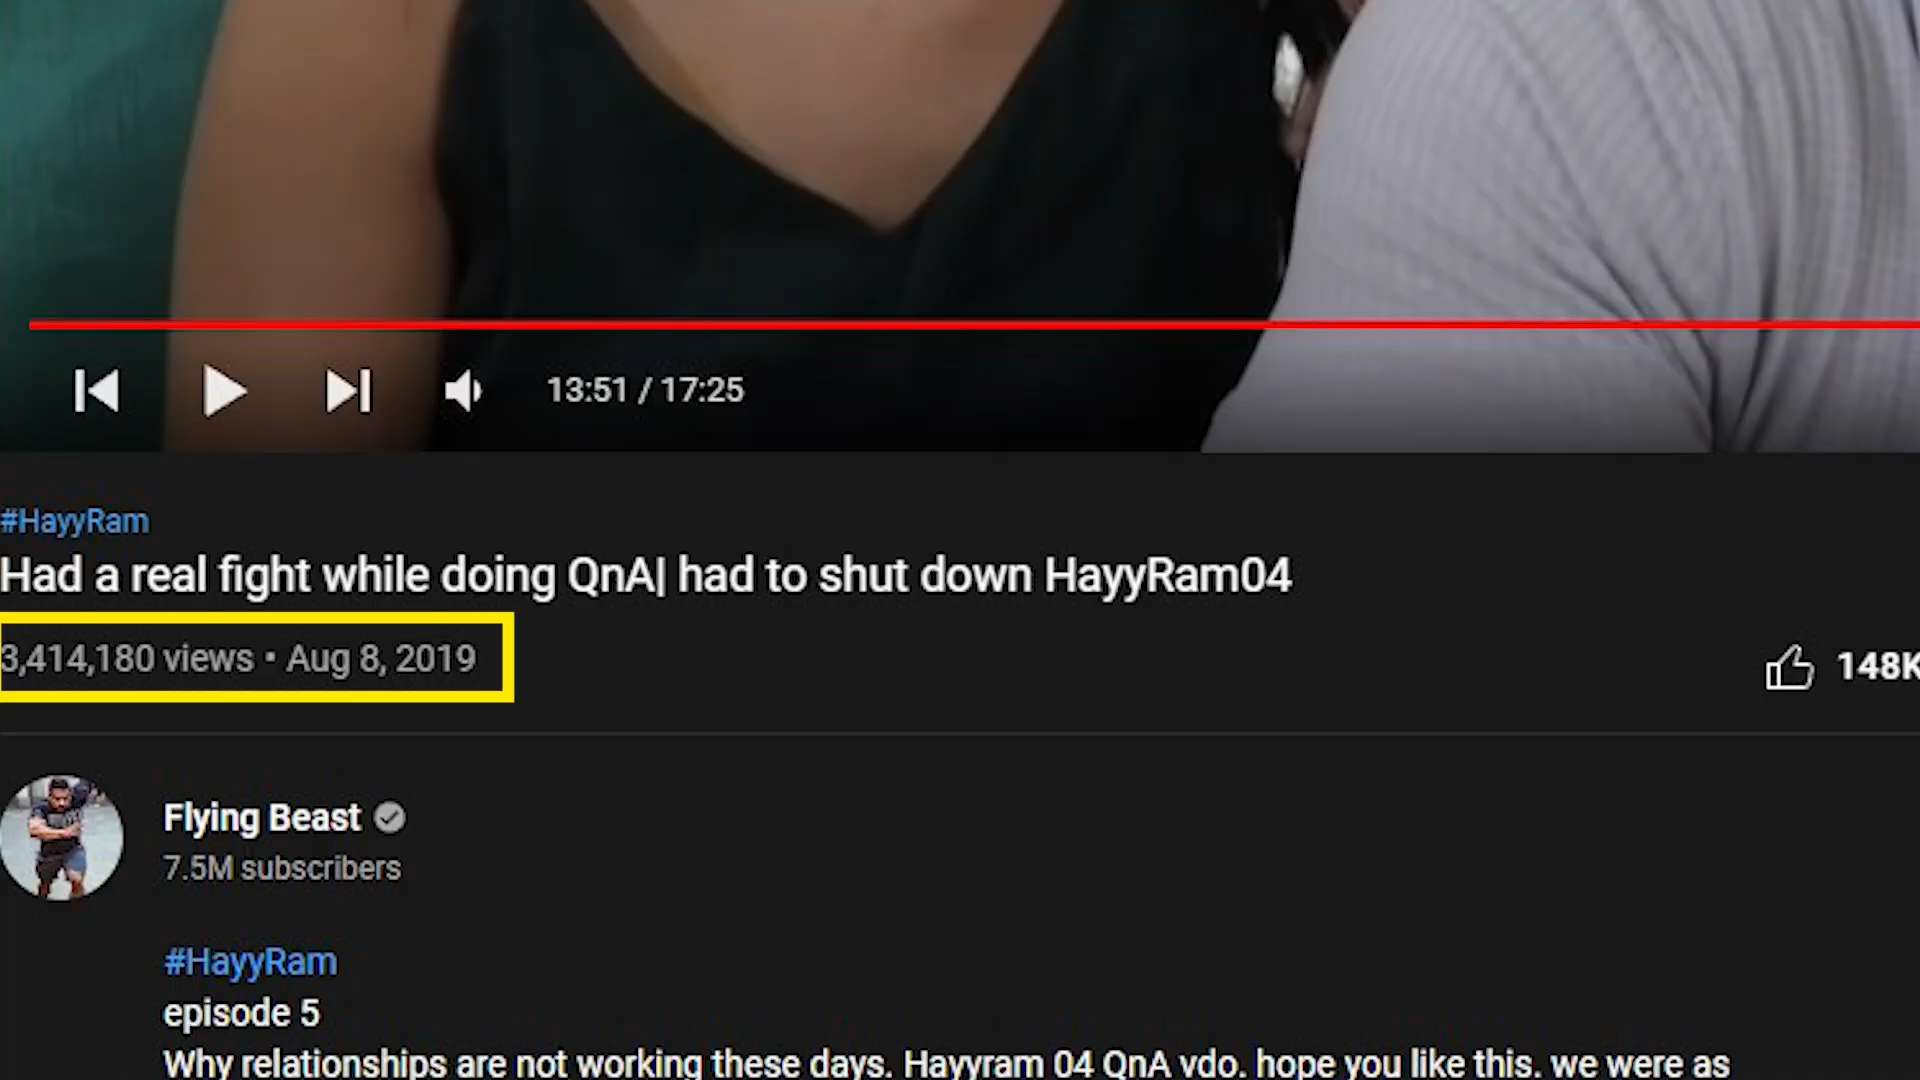 13:51 / 17:25
#HayyRam
Had a real fight while doing QnA| had to shut down HayyRam04
3,414,180 views • Aug 8, 2019
148K
Flying Beast
7.5M subscribers
#HayyRam
episode 5
Why relationships are not working these days. Hayyram 04 QnA vdo. hope you like this. we were as